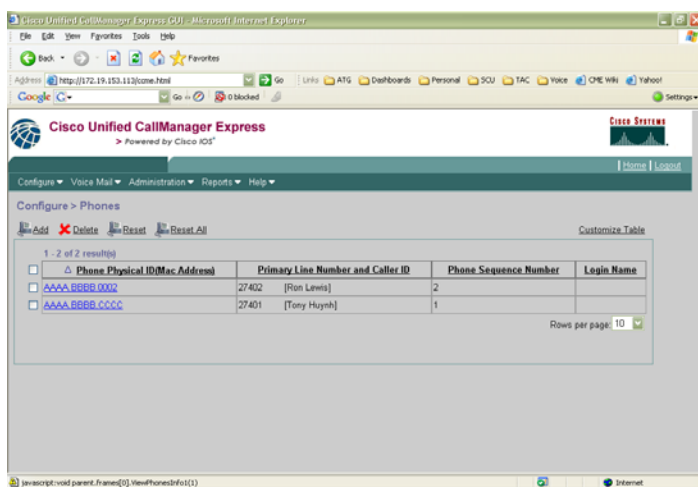 Cisco Unified CallManager Express GUI - Microsoft Internet Explorer
File Edit View Favorites Tools Help
Back Favorites
Address http://172.19.153.113/ccme.html Go Links ATG Dashboards Personal SCU TAC Voice CME Wiki Yahoo!
Google G Go 0 blocked Settings
Cisco Unified CallManager Express
> Powered by Cisco IOS
CISCO SYSTEMS
Home Logout
Configure Voice Mail Administration Reports Help
Configure > Phones
Add Delete Reset Reset All Customize Table
1 - 2 of 2 result(s)
Phone Physical ID(Mac Address) Primary Line Number and Caller ID Phone Sequence Number Login Name
AAAA.BBBB.0002 27402 [Ron Lewis] 2
AAAA.BBBB.CCCC 27401 [Tony Huynh] 1
Rows per page: 10
javascript:void parent.frames[0].ViewPhonesInfo1(1) Internet